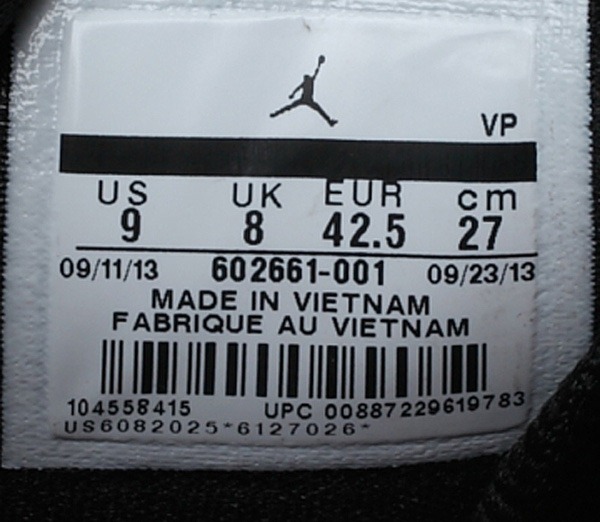 VP
US UK EUR cm
9 8 42.5 27
09/11/13 602661-001 09/23/13
MADE IN VIETNAM
FABRIQUE AU VIETNAM
104558415 UPC 00887229619783
US6082025*6127026*